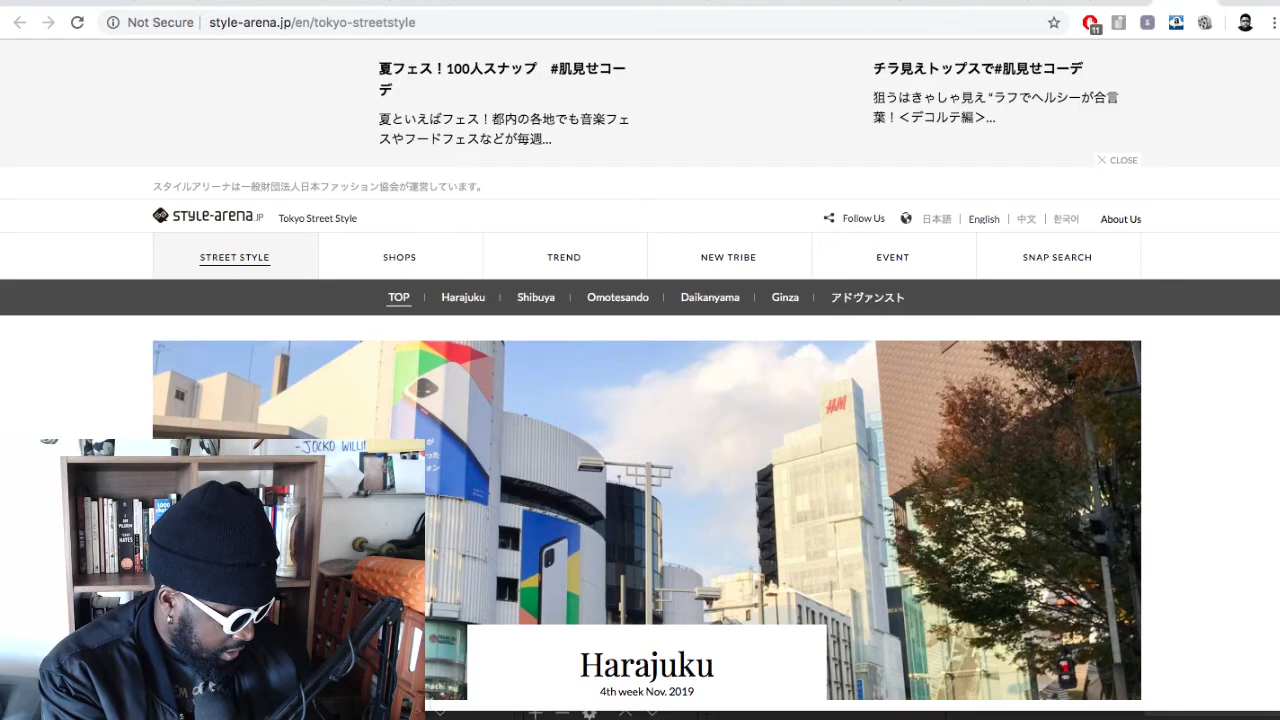 Not Secure | style-arena.jp/en/tokyo-streetstyle
11
夏フェス！100人スナップ　#肌見せコー
デ
夏といえばフェス！都内の各地でも音楽フェ
スやフードフェスなどが毎週...
チラ見えトップスで#肌見せコーデ
狙うはきゃしゃ見え “ラフでヘルシーが合言
葉！＜デコルテ編＞...
CLOSE
スタイルアリーナは一般財団法人日本ファッション協会が運営しています。
STYLE-ARENA.JP Tokyo Street Style
Follow Us 日本語 | English | 中文 | 한국어 About Us
STREET STYLE SHOPS TREND NEW TRIBE EVENT SNAP SEARCH
TOP Harajuku Shibuya Omotesando Daikanyama Ginza アドヴァンスト
H&M
-JOCKO WILLI
I AM PILGRIM
TERRY HAYES
Harajuku
4th week Nov. 2019